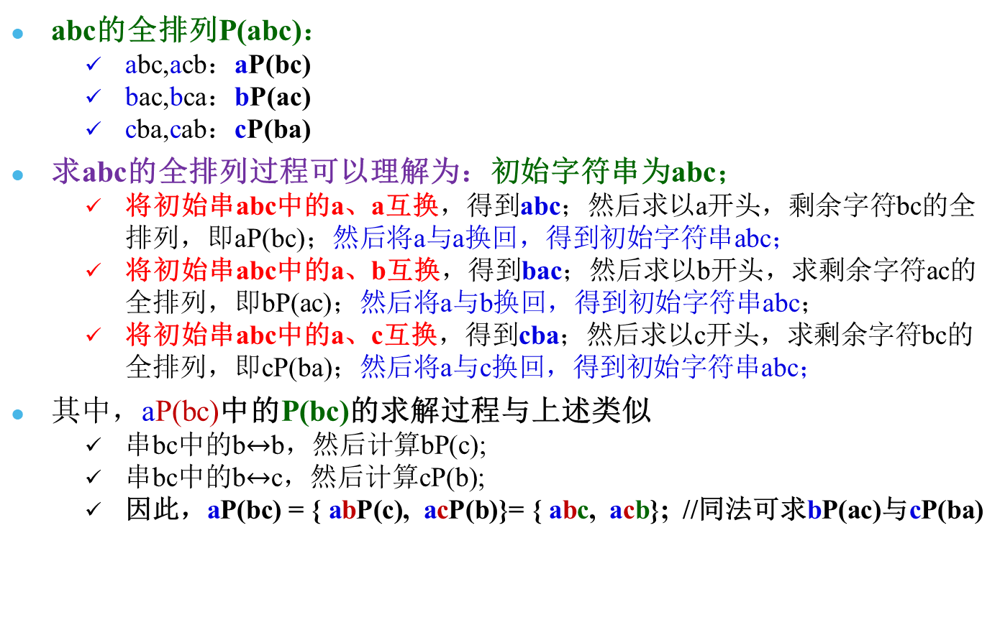 abc的全排列P(abc)：
abc,acb：aP(bc)
bac,bca：bP(ac)
cba,cab：cP(ba)
求abc的全排列过程可以理解为：初始字符串为abc；
将初始串abc中的a、a互换，得到abc；然后求以a开头，剩余字符bc的全
排列，即aP(bc)；然后将a与a换回，得到初始字符串abc；
将初始串abc中的a、b互换，得到bac；然后求以b开头，求剩余字符ac的
全排列，即bP(ac)；然后将a与b换回，得到初始字符串abc；
将初始串abc中的a、c互换，得到cba；然后求以c开头，求剩余字符bc的
全排列，即cP(ba)；然后将a与c换回，得到初始字符串abc；
其中，aP(bc)中的P(bc)的求解过程与上述类似
串bc中的b↔b，然后计算bP(c);
串bc中的b↔c，然后计算cP(b);
因此，aP(bc) = { abP(c),  acP(b)}= { abc,  acb};  //同法可求bP(ac)与cP(ba)